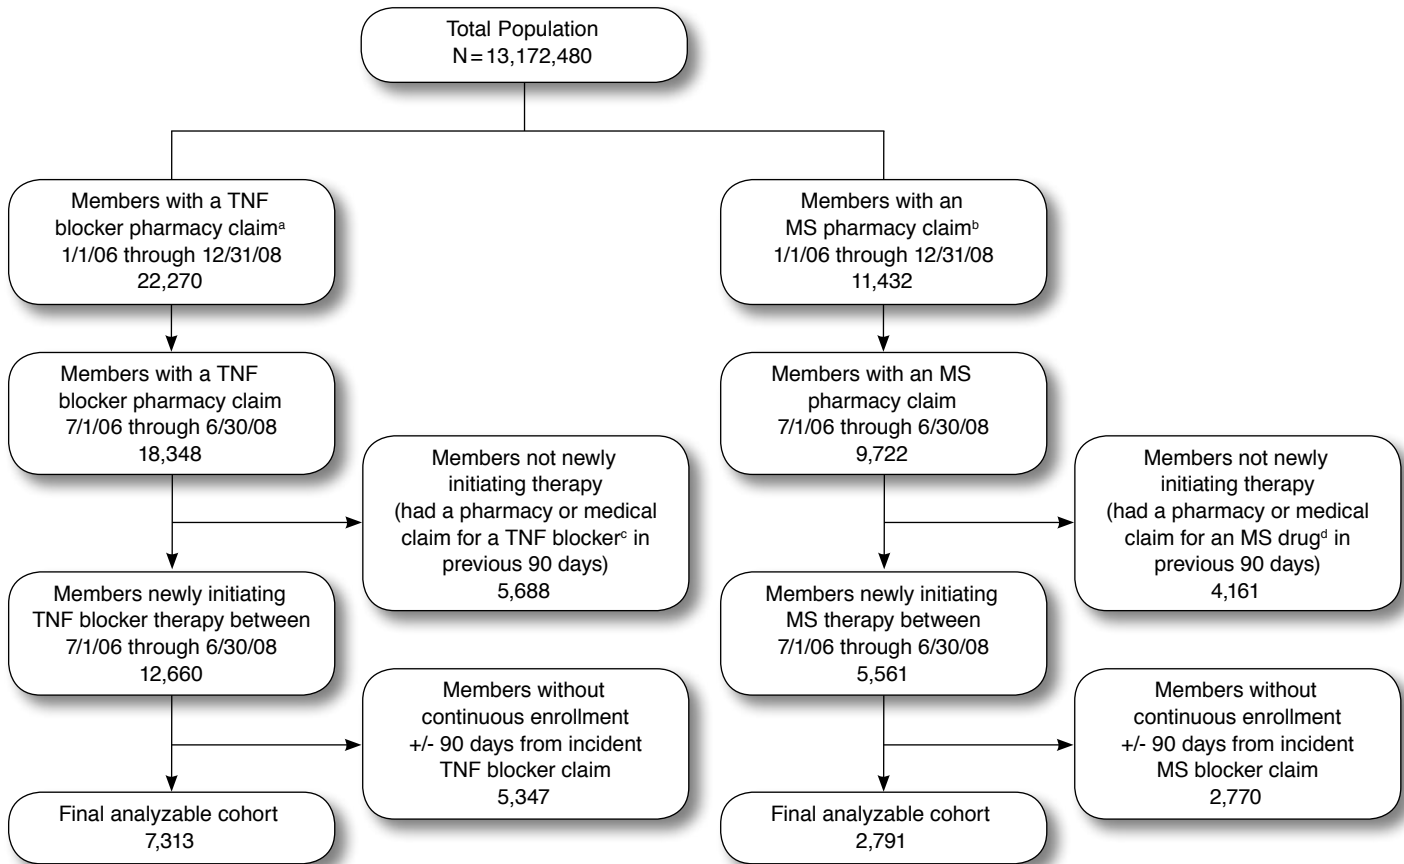 Total Population
N=13,172,480
Members with a TNF
blocker pharmacy claimᵃ
1/1/06 through 12/31/08
22,270
Members with an
MS pharmacy claimᵇ
1/1/06 through 12/31/08
11,432
Members with a TNF
blocker pharmacy claim
7/1/06 through 6/30/08
18,348
Members with an MS
pharmacy claim
7/1/06 through 6/30/08
9,722
Members not newly
initiating therapy
(had a pharmacy or medical
claim for a TNF blockerᶜ in
previous 90 days)
5,688
Members not newly
initiating therapy
(had a pharmacy or medical
claim for an MS drugᵈ in
previous 90 days)
4,161
Members newly initiating
TNF blocker therapy between
7/1/06 through 6/30/08
12,660
Members newly initiating
MS therapy between
7/1/06 through 6/30/08
5,561
Members without
continuous enrollment
+/- 90 days from incident
TNF blocker claim
5,347
Members without
continuous enrollment
+/- 90 days from incident
MS blocker claim
2,770
Final analyzable cohort
7,313
Final analyzable cohort
2,791